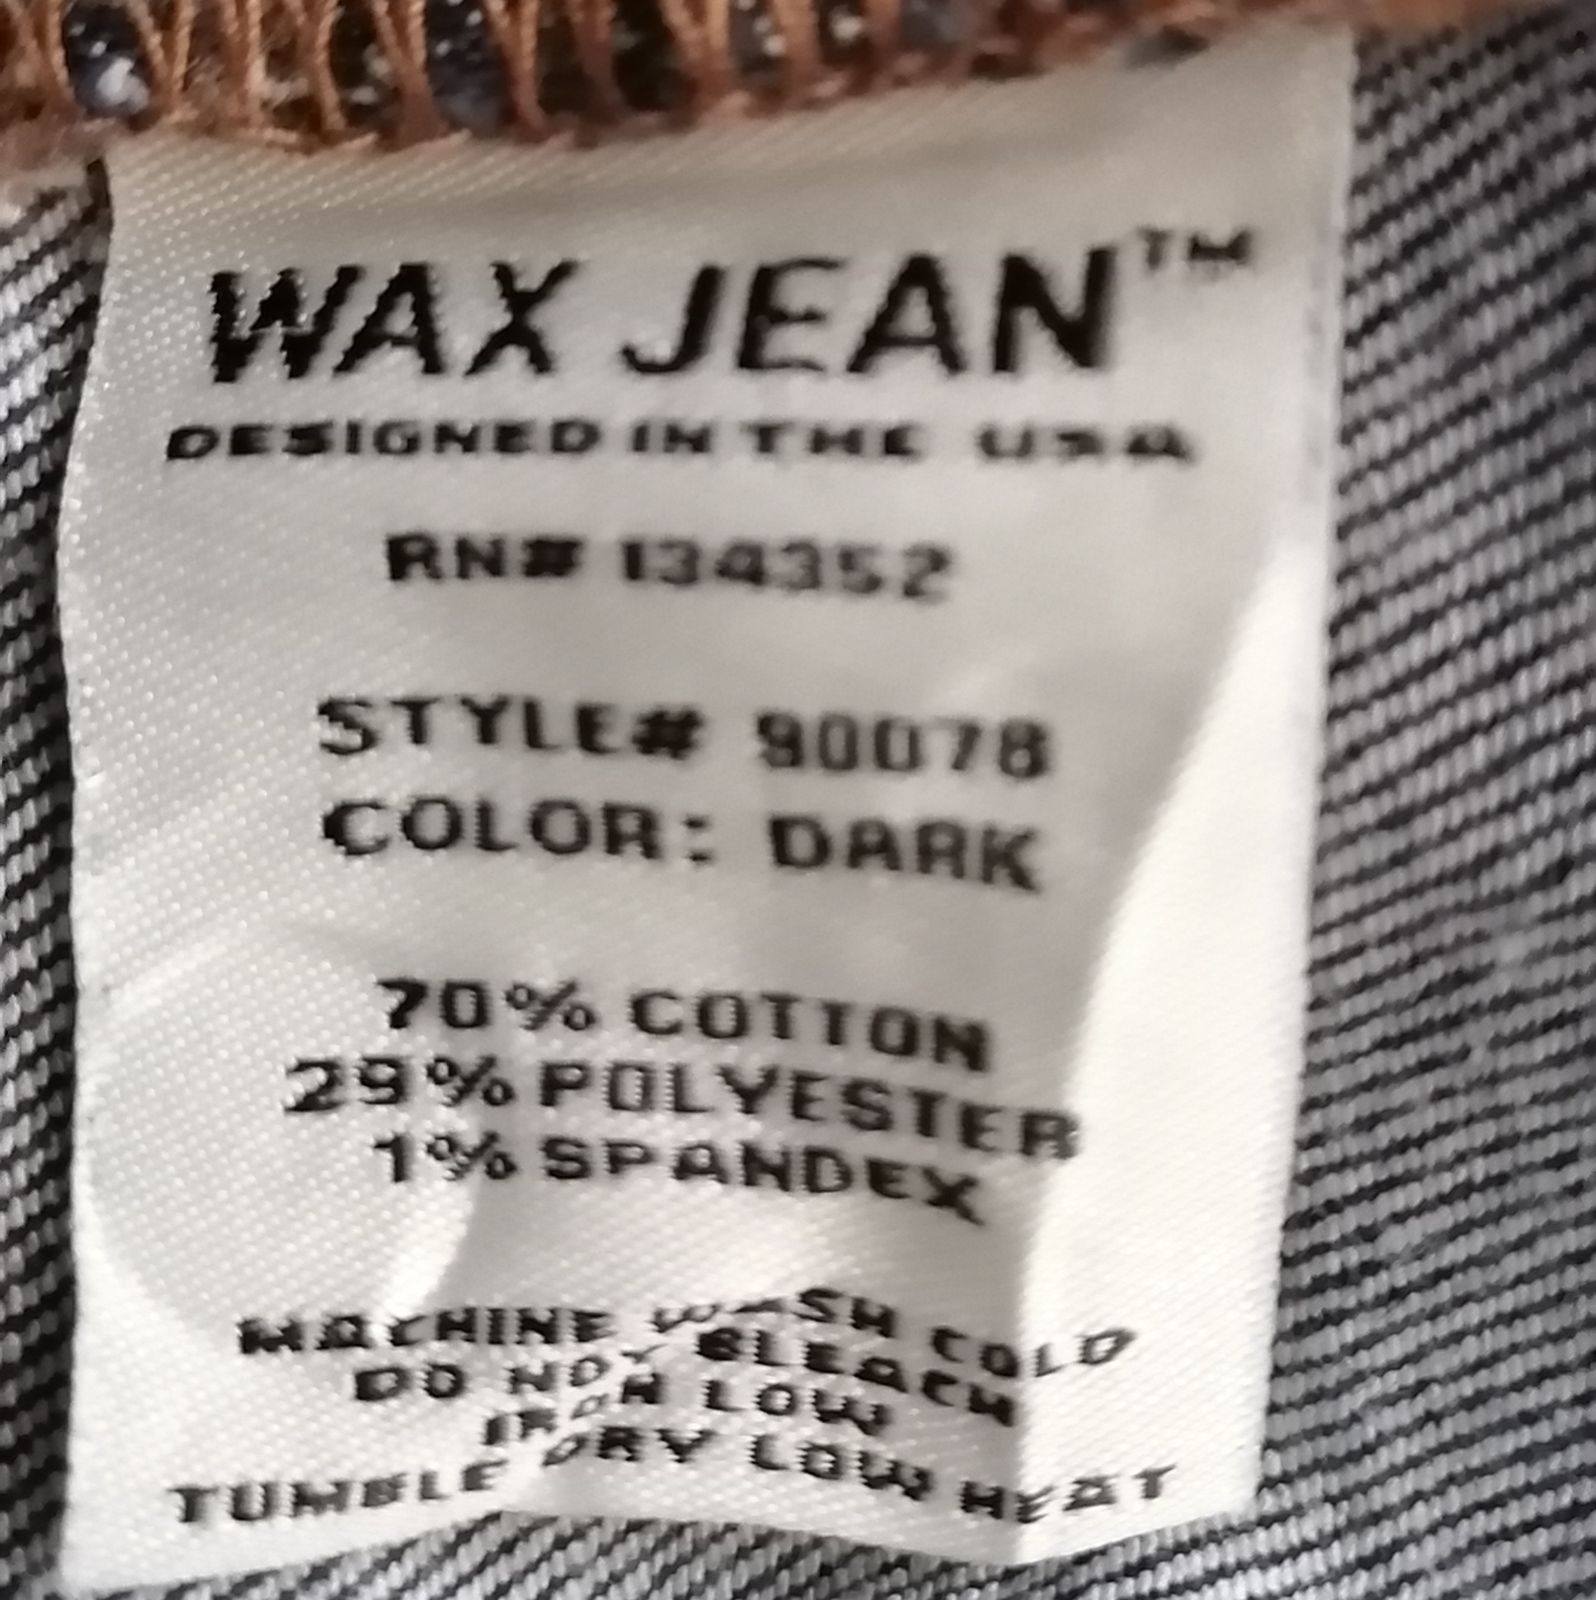 WAX JEAN™
DESIGNED IN THE USA
RN# 134352
STYLE# 90078
COLOR: DARK
70% COTTON
29% POLYESTER
1% SPANDEX
MACHINE WASH COLD
DO NOT BLEACH
IRON LOW
TUMBLE DRY LOW HEAT